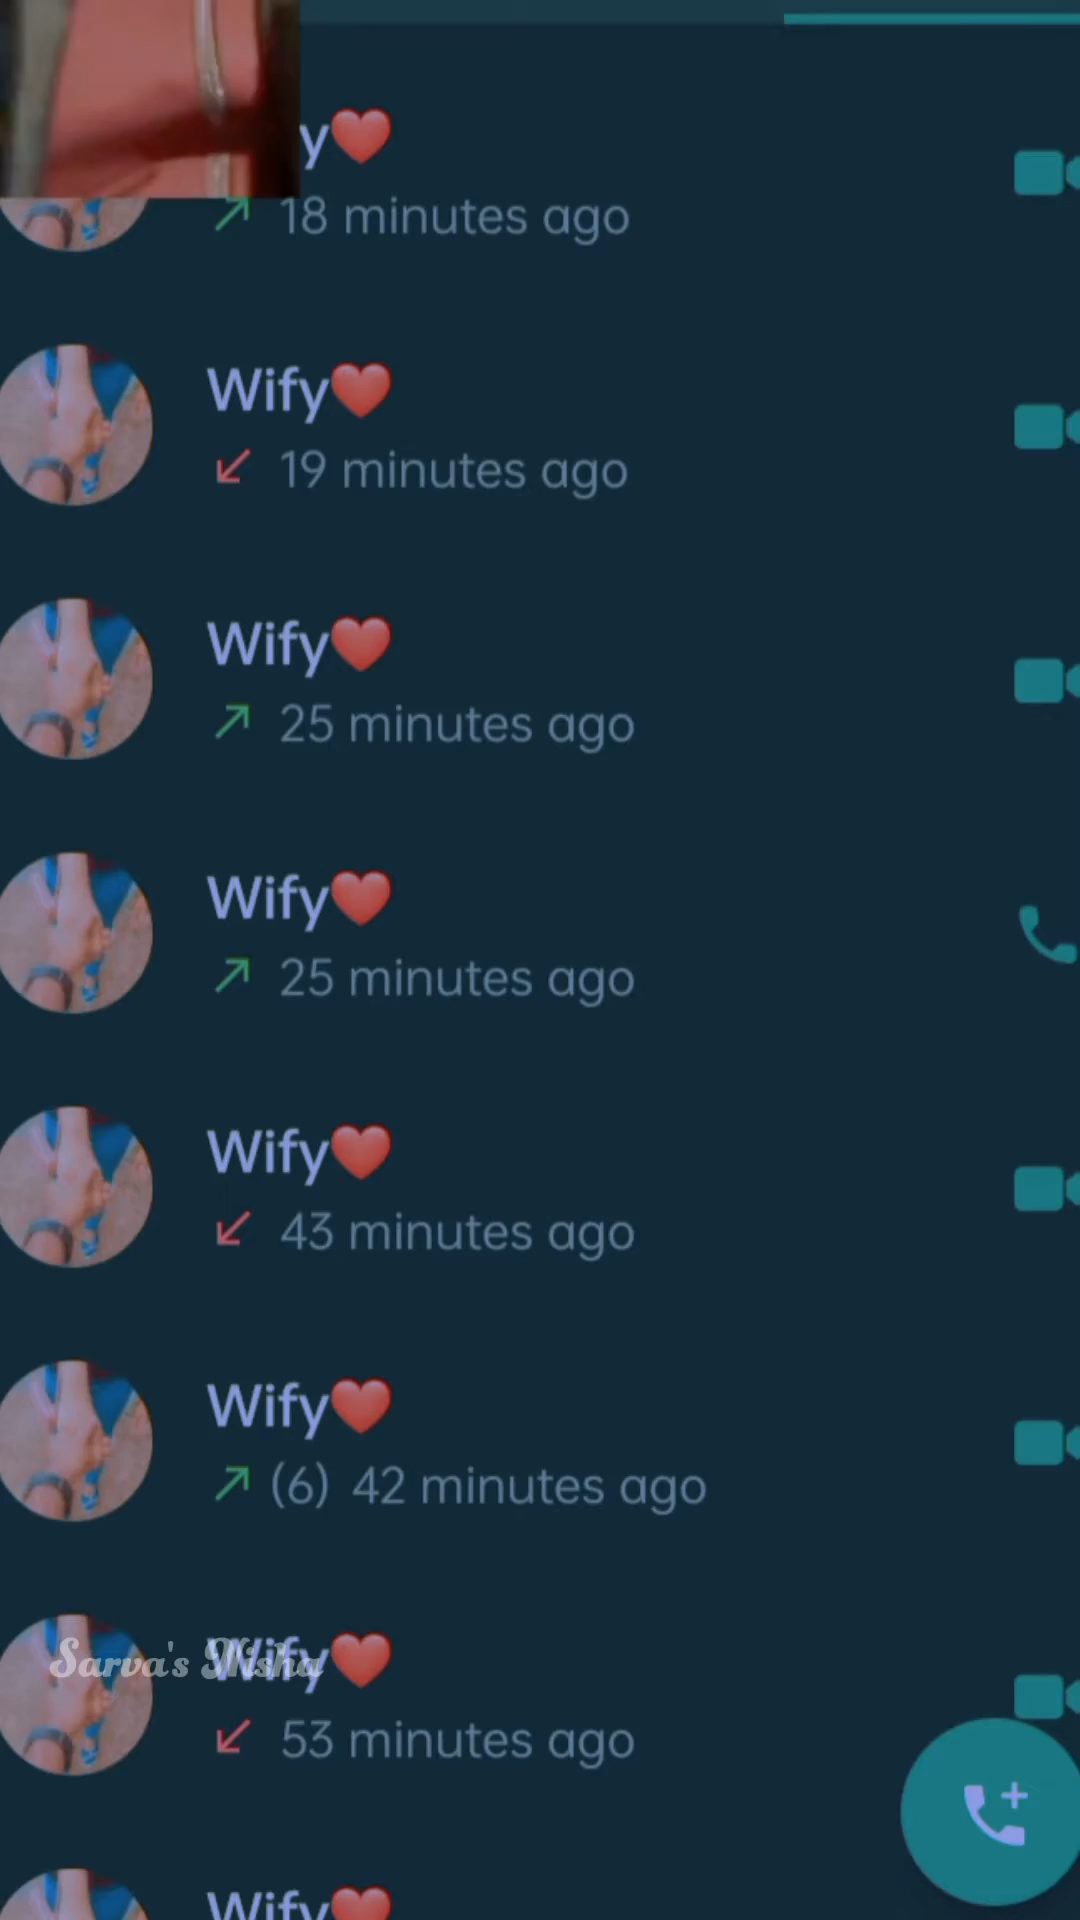 y❤️
↗ 18 minutes ago
Wify❤️
↙ 19 minutes ago
Wify❤️
↗ 25 minutes ago
Wify❤️
↗ 25 minutes ago
Wify❤️
↙ 43 minutes ago
Wify❤️
↗ (6) 42 minutes ago
Sarva's Nisha
Wify❤️
↙ 53 minutes ago
Wify❤️